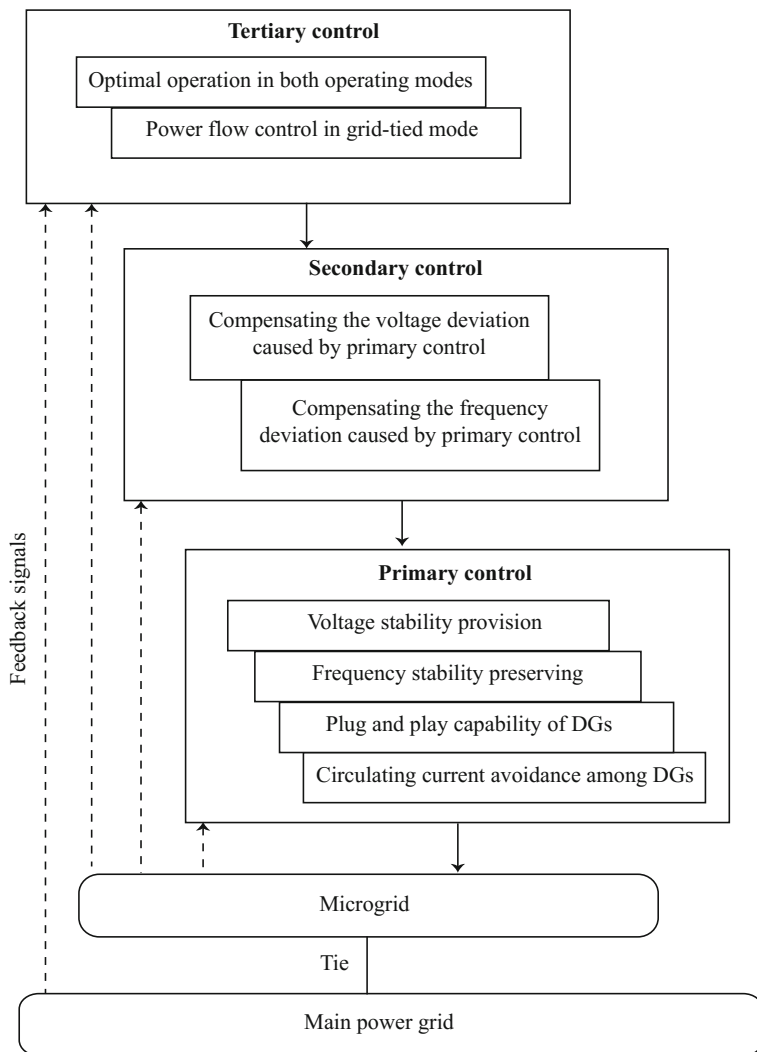 Tertiary control
Optimal operation in both operating modes
Power flow control in grid-tied mode
Secondary control
Compensating the voltage deviation
caused by primary control
Compensating the frequency
deviation caused by primary control
Feedback signals
Primary control
Voltage stability provision
Frequency stability preserving
Plug and play capability of DGs
Circulating current avoidance among DGs
Microgrid
Tie
Main power grid